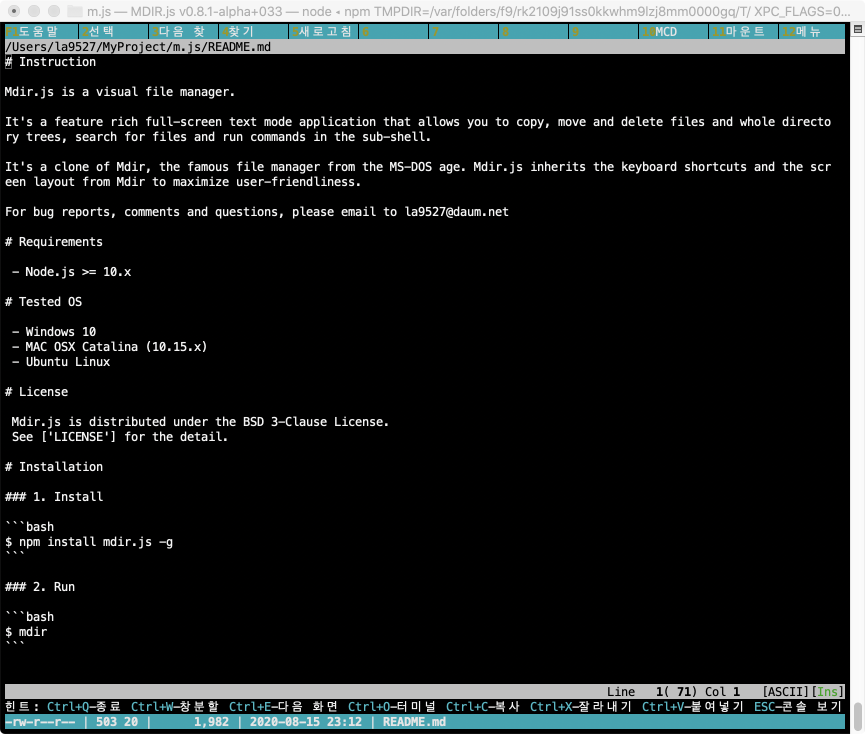 m.js — MDIR.js v0.8.1-alpha+033 — node ◂ npm TMPDIR=/var/folders/f9/rk2109j91ss0kkwhm9lzj8mm0000gq/T/ XPC_FLAGS=0...
도움말 2선택 3다음 찾 4찾기 5새로고침 6 7 8 9 10MCD 11마운트 12메뉴
/Users/la9527/MyProject/m.js/README.md
# Instruction
Mdir.js is a visual file manager.
It's a feature rich full-screen text mode application that allows you to copy, move and delete files and whole directo
ry trees, search for files and run commands in the sub-shell.
It's a clone of Mdir, the famous file manager from the MS-DOS age. Mdir.js inherits the keyboard shortcuts and the scr
een layout from Mdir to maximize user-friendliness.
For bug reports, comments and questions, please email to la9527@daum.net
# Requirements
- Node.js >= 10.x
# Tested OS
- Windows 10
- MAC OSX Catalina (10.15.x)
- Ubuntu Linux
# License
Mdir.js is distributed under the BSD 3-Clause License.
See ['LICENSE'] for the detail.
# Installation
### 1. Install
```bash
$ npm install mdir.js -g
```
### 2. Run
```bash
$ mdir
```
Line 1( 71) Col 1 [ASCII][Ins]
힌트: Ctrl+Q-종료 Ctrl+W-창분할 Ctrl+E-다음 화면 Ctrl+O-터미널 Ctrl+C-복사 Ctrl+X-잘라내기 Ctrl+V-붙여넣기 ESC-콘솔 보기
-rw-r--r-- | 503 20 | 1,982 | 2020-08-15 23:12 | README.md